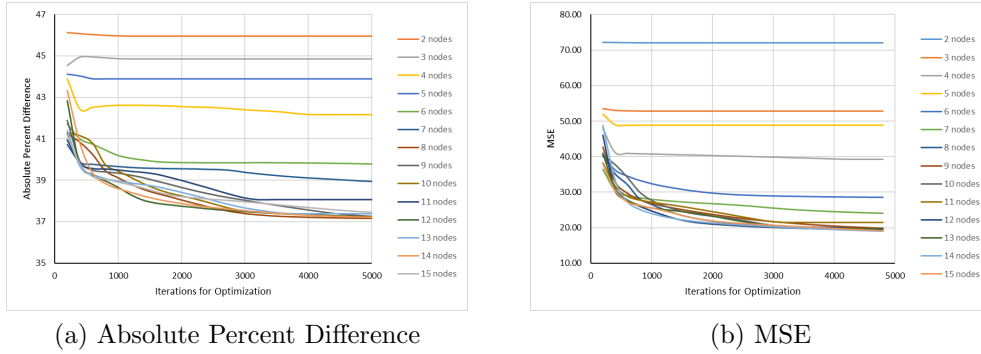 47
45
43
41
39
37
35
Absolute Percent Difference
0
1000
2000
3000
4000
5000
Iterations for Optimization
2 nodes
3 nodes
4 nodes
5 nodes
6 nodes
7 nodes
8 nodes
9 nodes
10 nodes
11 nodes
12 nodes
13 nodes
14 nodes
15 nodes
(a) Absolute Percent Difference
80.00
70.00
60.00
50.00
40.00
30.00
20.00
10.00
MSE
0
1000
2000
3000
4000
5000
Iterations for Optimization
2 nodes
3 nodes
4 nodes
5 nodes
6 nodes
7 nodes
8 nodes
9 nodes
10 nodes
11 nodes
12 nodes
13 nodes
14 nodes
15 nodes
(b) MSE